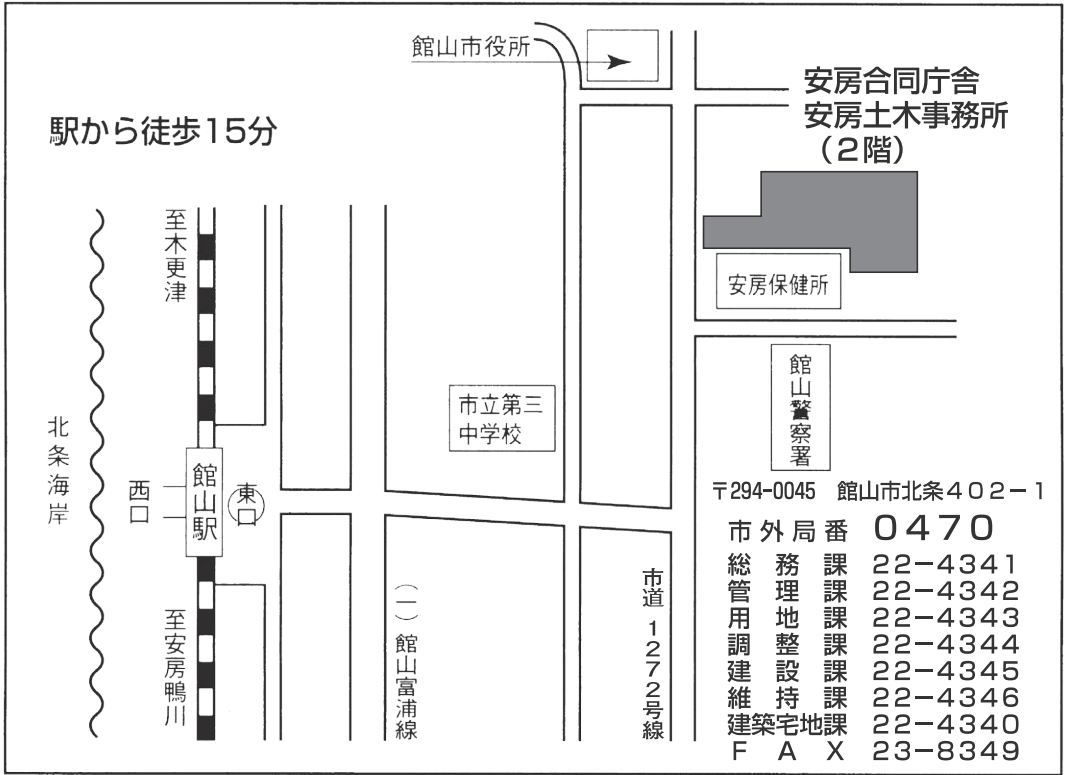 館山市役所
安房合同庁舎
安房土木事務所
（２階）
駅から徒歩15分
至木更津
安房保健所
館山警察署
市立第三
中学校
北条海岸
西口
館山駅
東口
〒294-0045　館山市北条４０２－１
市外局番　0470
総務課　22－4341
管理課　22－4342
用地課　22－4343
調整課　22－4344
建設課　22－4345
維持課　22－4346
建築宅地課　22－4340
ＦＡＸ　23－8349
至安房鴨川
（一）館山富浦線
市道１２７２号線